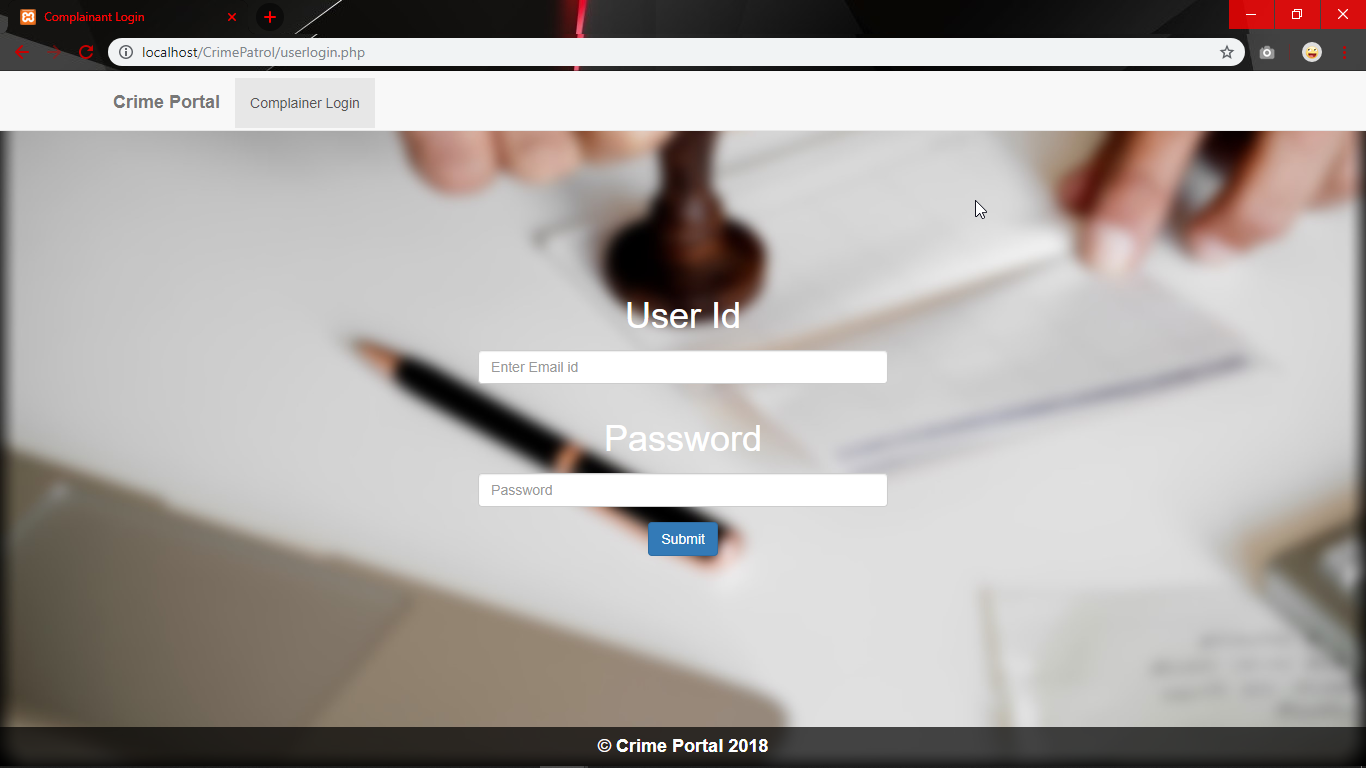 Complainant Login
localhost/CrimePatrol/userlogin.php
Crime Portal
Complainer Login
User Id
Enter Email id
Password
Password
Submit
© Crime Portal 2018